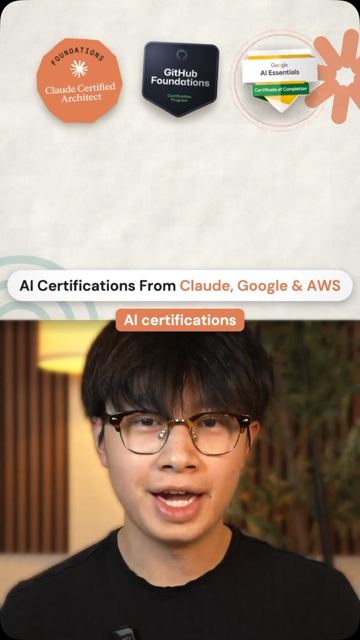 FOUNDATIONS
Claude Certified
Architect
GitHub
Foundations
Certification
Program
Google
AI Essentials
Certificate of Completion
AI Certifications From Claude, Google & AWS
AI certifications